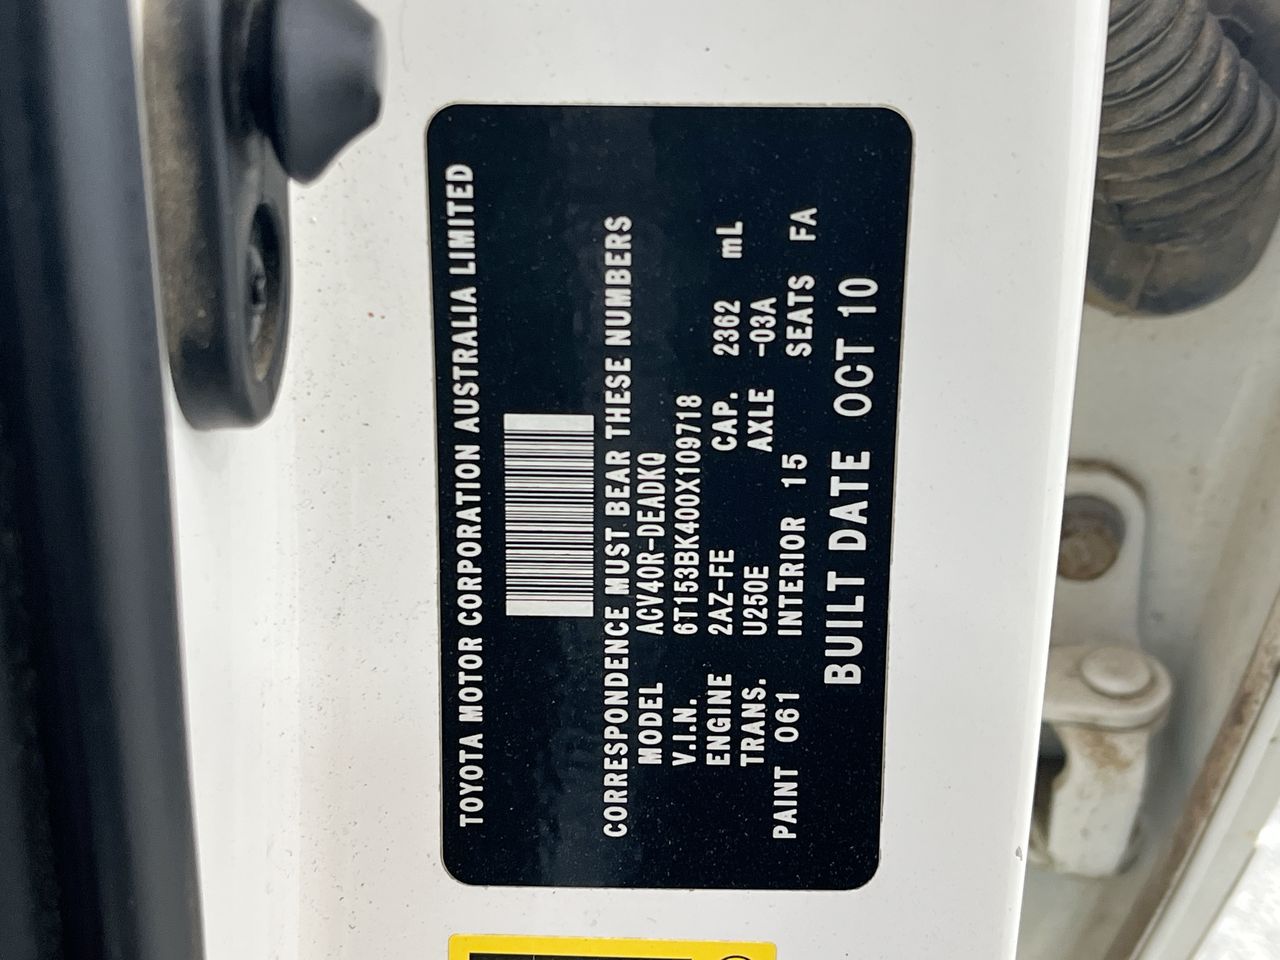 TOYOTA MOTOR CORPORATION AUSTRALIA LIMITED
CORRESPONDENCE MUST BEAR THESE NUMBERS
MODEL ACV40R-DEADKQ
V.I.N. 6T153BK400X109718
ENGINE 2AZ-FE CAP. 2362 mL
TRANS. U250E AXLE -03A
PAINT 061 INTERIOR 15 SEATS FA
BUILT DATE OCT 10